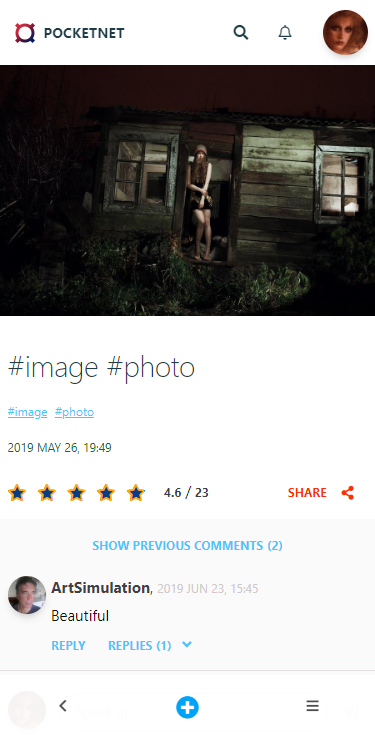 POCKETNET
#image #photo
#image #photo
2019 MAY 26, 19:49
4.6 / 23
SHARE
SHOW PREVIOUS COMMENTS (2)
ArtSimulation, 2019 JUN 23, 15:45
Beautiful
REPLY REPLIES (1)